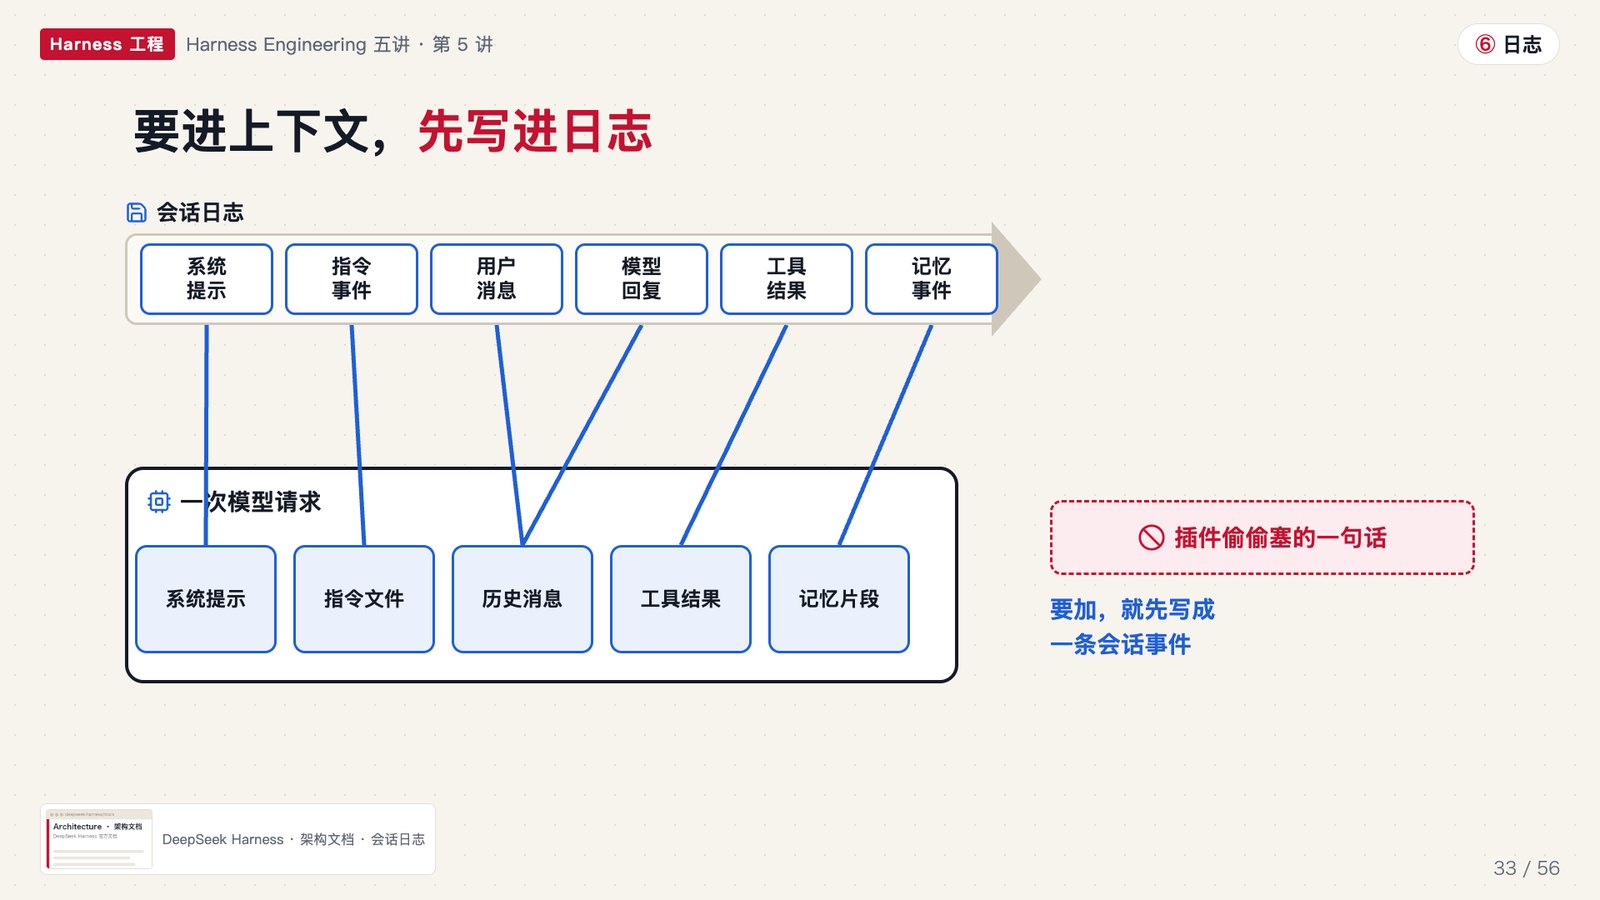 Harness 工程
Harness Engineering 五讲 · 第 5 讲
⑥ 日志
要进上下文，先写进日志
会话日志
系统
提示
指令
事件
用户
消息
模型
回复
工具
结果
记忆
事件
一次模型请求
系统提示
指令文件
历史消息
工具结果
记忆片段
插件偷偷塞的一句话
要加，就先写成
一条会话事件
Architecture · 架构文档
DeepSeek Harness 官方文档
DeepSeek Harness · 架构文档 · 会话日志
33 / 56